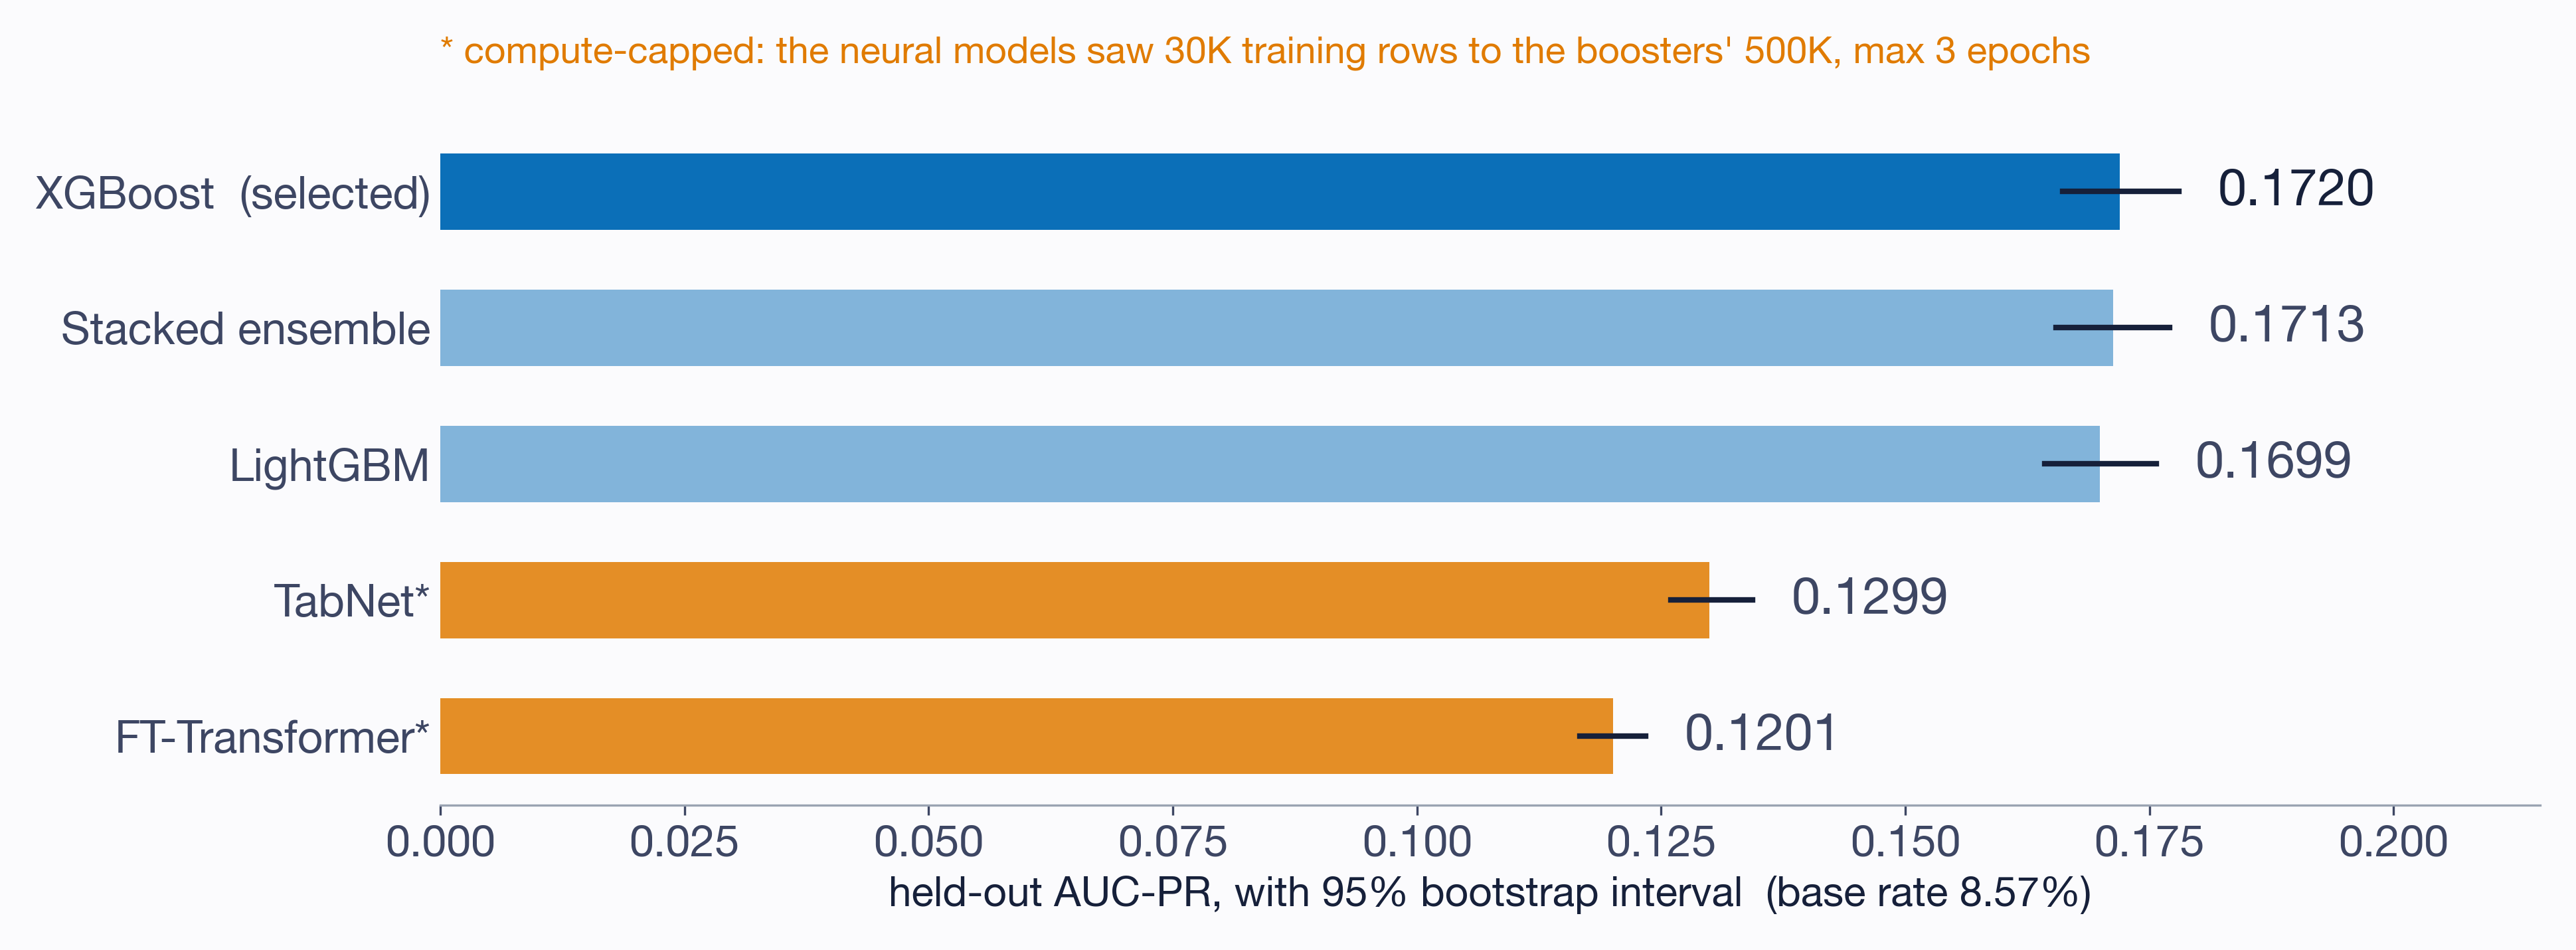 * compute-capped: the neural models saw 30K training rows to the boosters' 500K, max 3 epochs
XGBoost  (selected) 0.1720
Stacked ensemble 0.1713
LightGBM 0.1699
TabNet* 0.1299
FT-Transformer* 0.1201
0.000 0.025 0.050 0.075 0.100 0.125 0.150 0.175 0.200
held-out AUC-PR, with 95% bootstrap interval  (base rate 8.57%)